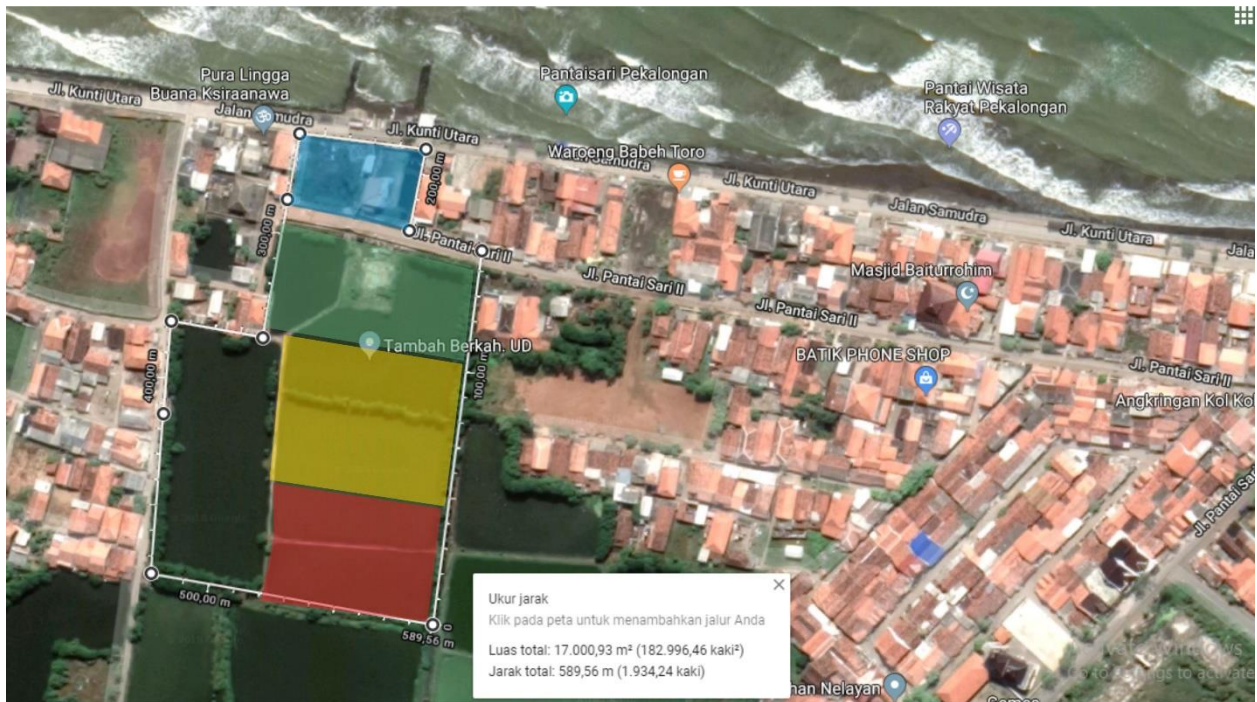 Jl. Kunti Utara
Pura Lingga
Buana Ksiraanawa
Pantaisari Pekalongan
Pantai Wisata
Rakyat Pekalongan
Jl. Kunti Utara
Waroeng Babeh Toro
200,00 m
Jl. Kunti Utara
Jalan Samudra
Jl. Kunti Utara
300,00 m
Jl. Pantai Sari II
Jl. Pantai Sari II
Masjid Baiturrohim
Jl. Pantai Sari II
Tambah Berkah. UD
BATIK PHONE SHOP
Jl. Pantai Sari II
400,00 m
100,00 m
Angkringan Kol Kol
500,00 m
589,56 m
0
Ukur jarak
Klik pada peta untuk menambahkan jalur Anda
Luas total: 17.000,93 m² (182.996,46 kaki²)
Jarak total: 589,56 m (1.934,24 kaki)
Nelayan